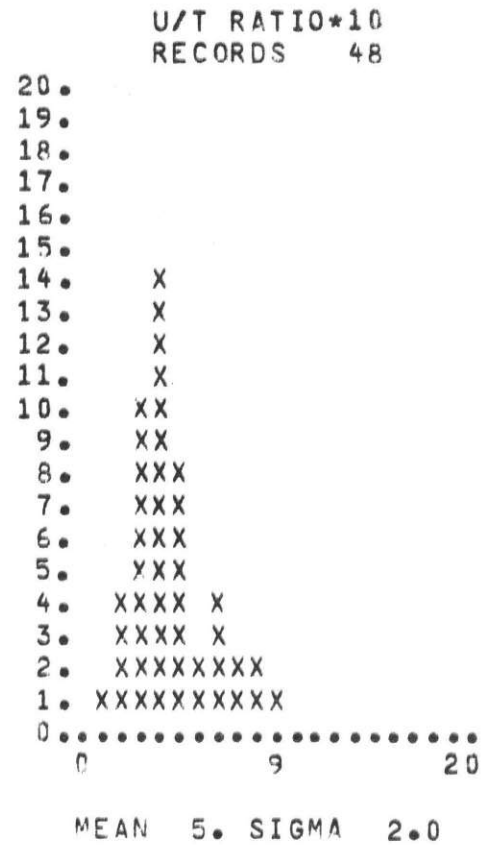 U/T RATIO*10
RECORDS 48
20.
19.
18.
17.
16.
15.
14. X
13. X
12. X
11. X
10. XX
9. XX
8. XXX
7. XXX
6. XXX
5. XXX
4. XXXX X
3. XXXX X
2. XXXXXXXX
1. XXXXXXXXXX
0......................
0 9 20
MEAN 5. SIGMA 2.0